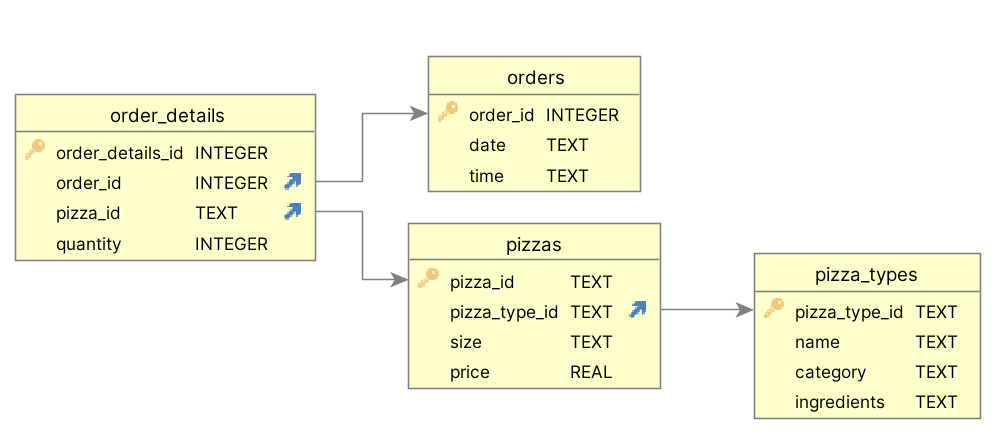 order_details
order_details_id INTEGER
order_id INTEGER
pizza_id TEXT
quantity INTEGER
orders
order_id INTEGER
date TEXT
time TEXT
pizzas
pizza_id TEXT
pizza_type_id TEXT
size TEXT
price REAL
pizza_types
pizza_type_id TEXT
name TEXT
category TEXT
ingredients TEXT